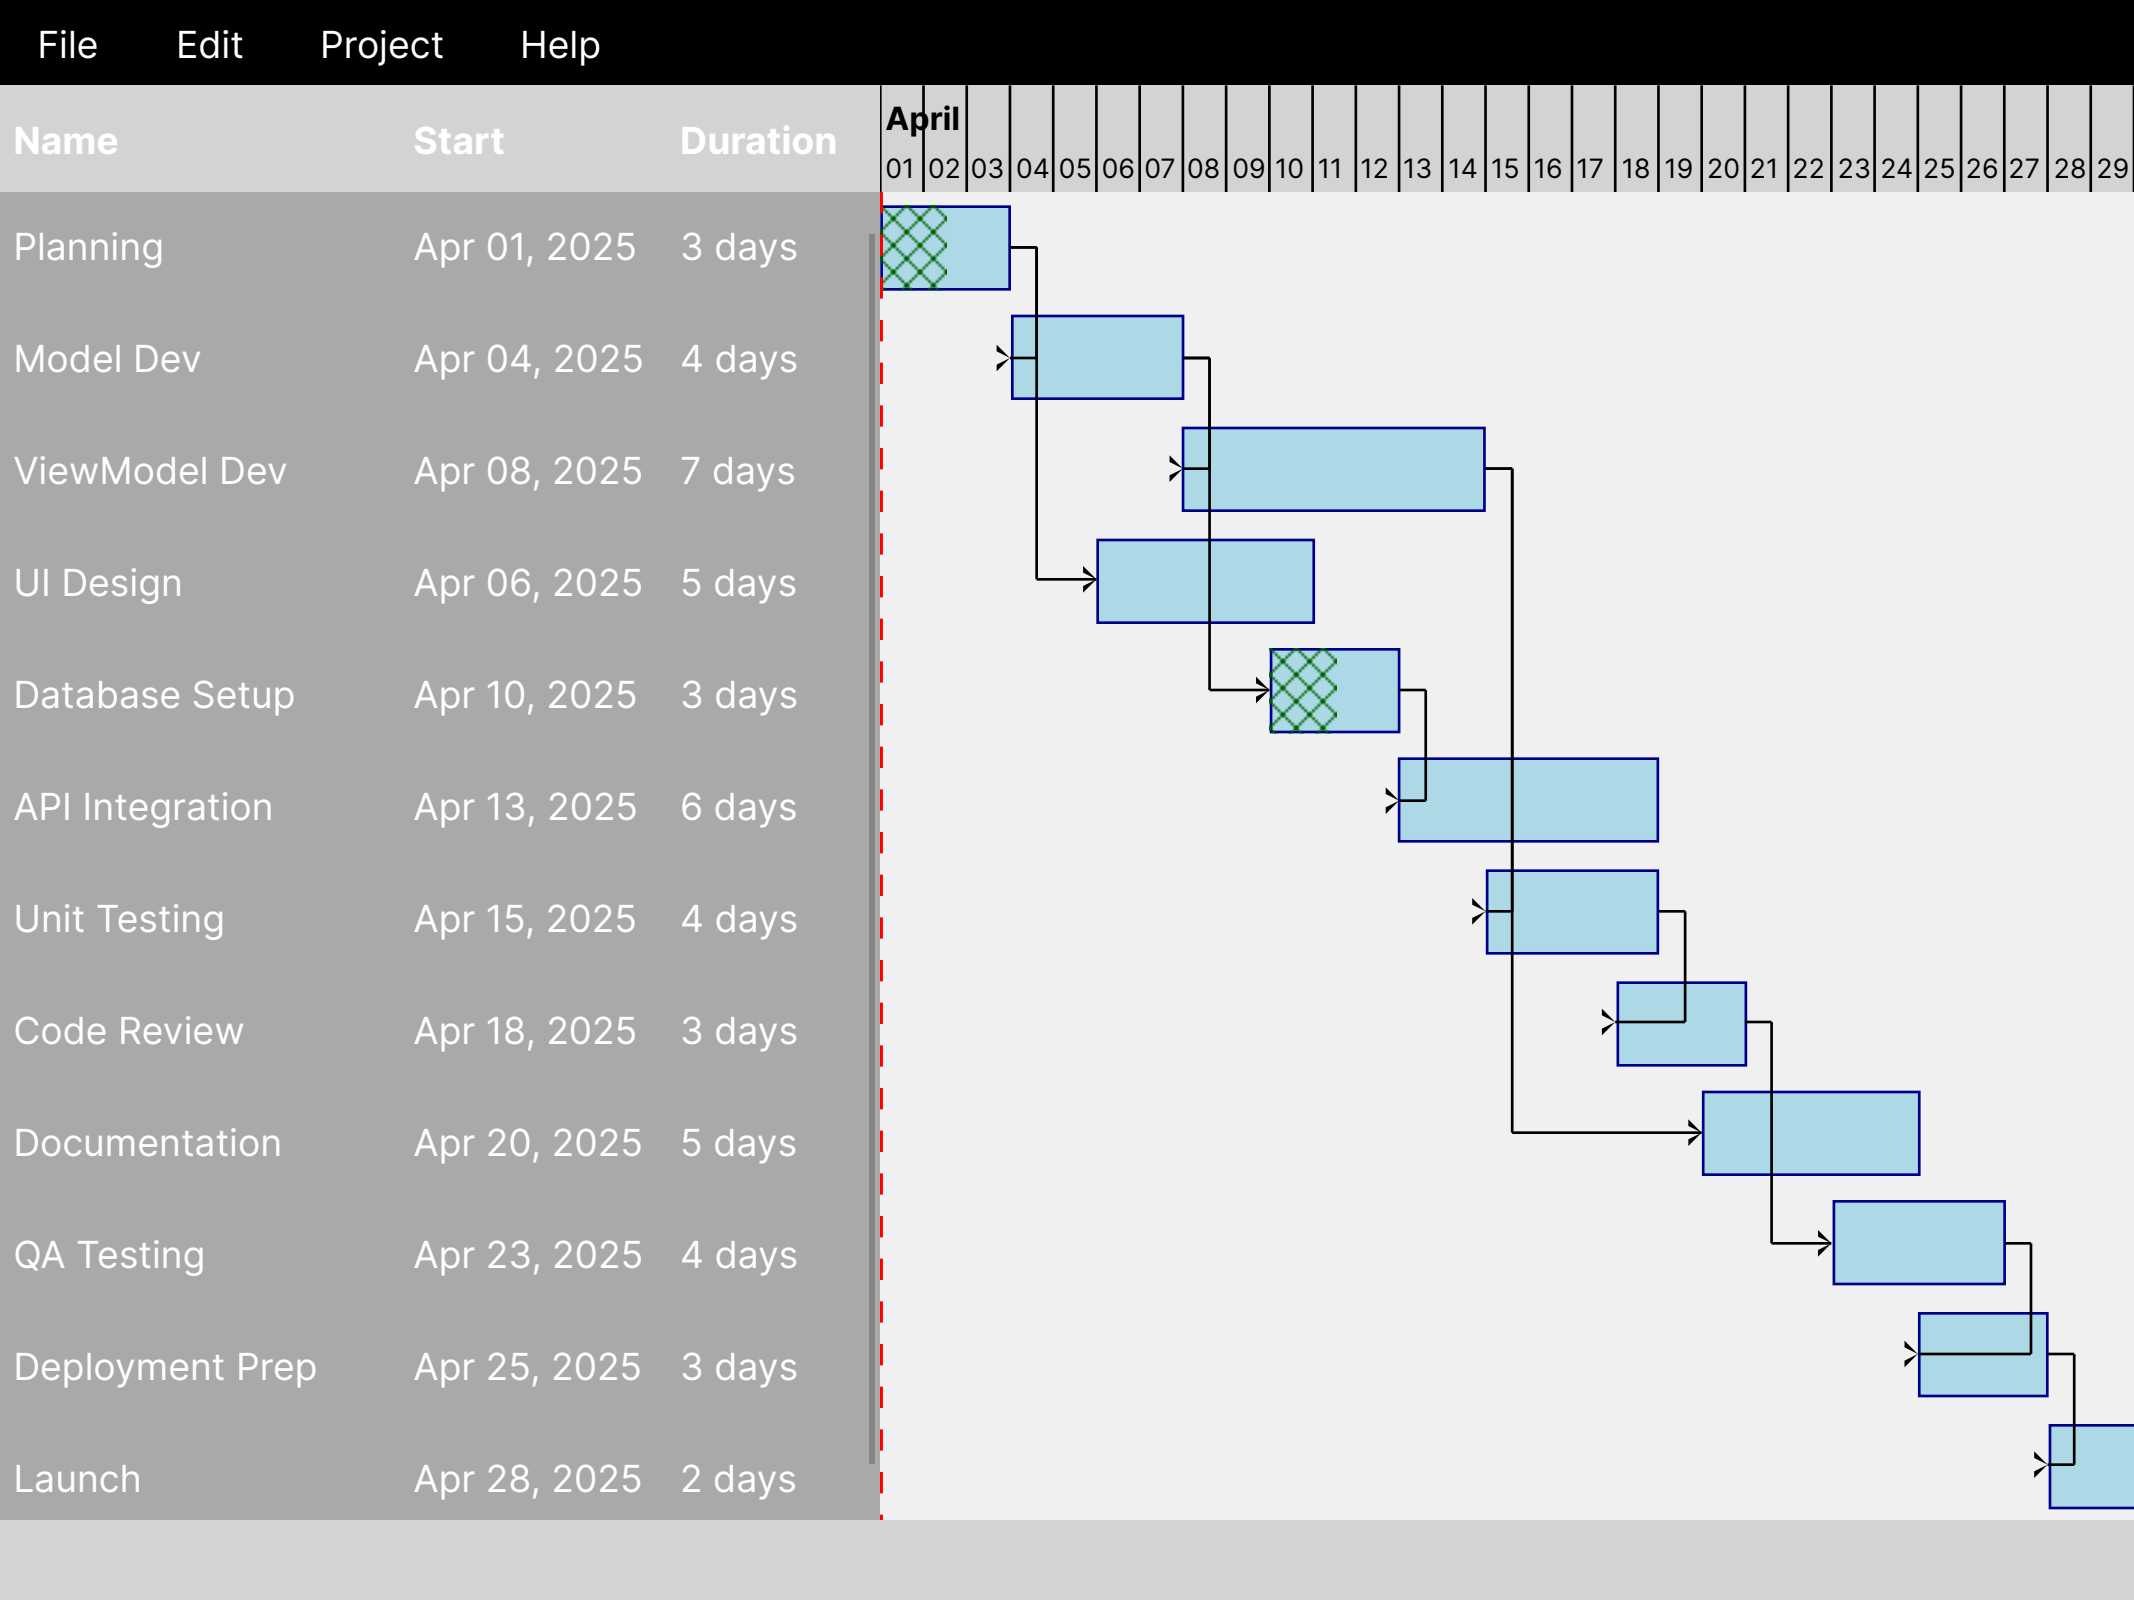 File Edit Project Help
Name Start Duration
April
01 02 03 04 05 06 07 08 09 10 11 12 13 14 15 16 17 18 19 20 21 22 23 24 25 26 27 28 29
Planning Apr 01, 2025 3 days
Model Dev Apr 04, 2025 4 days
ViewModel Dev Apr 08, 2025 7 days
UI Design Apr 06, 2025 5 days
Database Setup Apr 10, 2025 3 days
API Integration Apr 13, 2025 6 days
Unit Testing Apr 15, 2025 4 days
Code Review Apr 18, 2025 3 days
Documentation Apr 20, 2025 5 days
QA Testing Apr 23, 2025 4 days
Deployment Prep Apr 25, 2025 3 days
Launch Apr 28, 2025 2 days